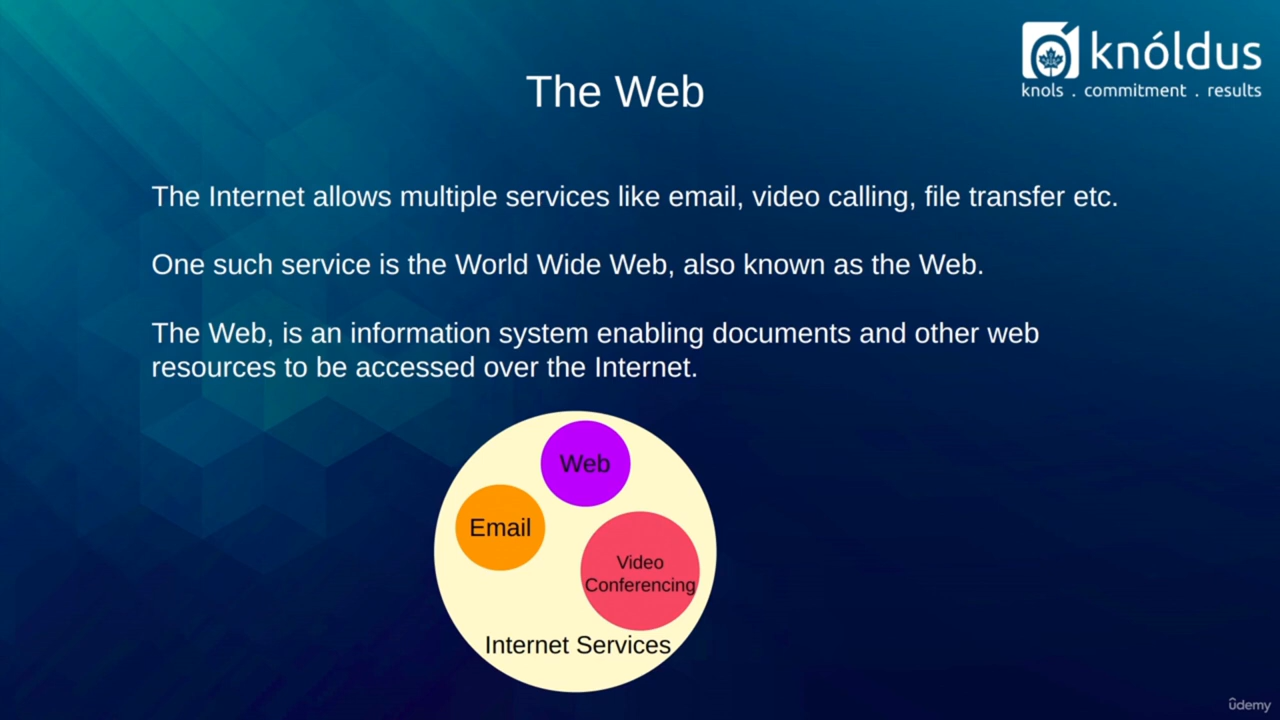 knóldus
knols . commitment . results
The Web
The Internet allows multiple services like email, video calling, file transfer etc.
One such service is the World Wide Web, also known as the Web.
The Web, is an information system enabling documents and other web
resources to be accessed over the Internet.
Web
Email
Video
Conferencing
Internet Services
ûdemy